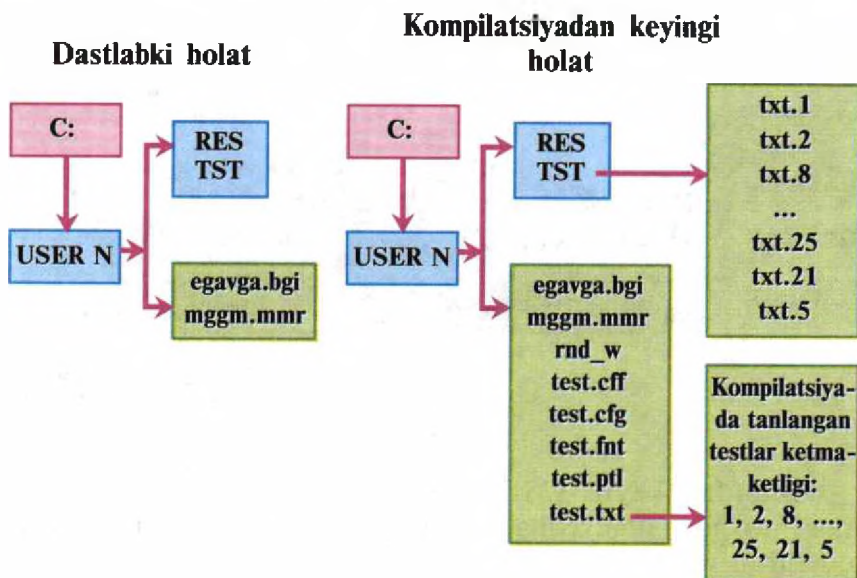 Dastlabki holat
C:
USER N
RES
TST
egavga.bgi
mggm.mmr
Kompilatsiyadan keyingi
holat
C:
USER N
RES
TST
egavga.bgi
mggm.mmr
rnd_w
test.cff
test.cfg
test.fnt
test.ptl
test.txt
txt.1
txt.2
txt.8
...
txt.25
txt.21
txt.5
Kompilatsiya-
da tanlangan
testlar ketma-
ketligi:
1, 2, 8, ...,
25, 21, 5